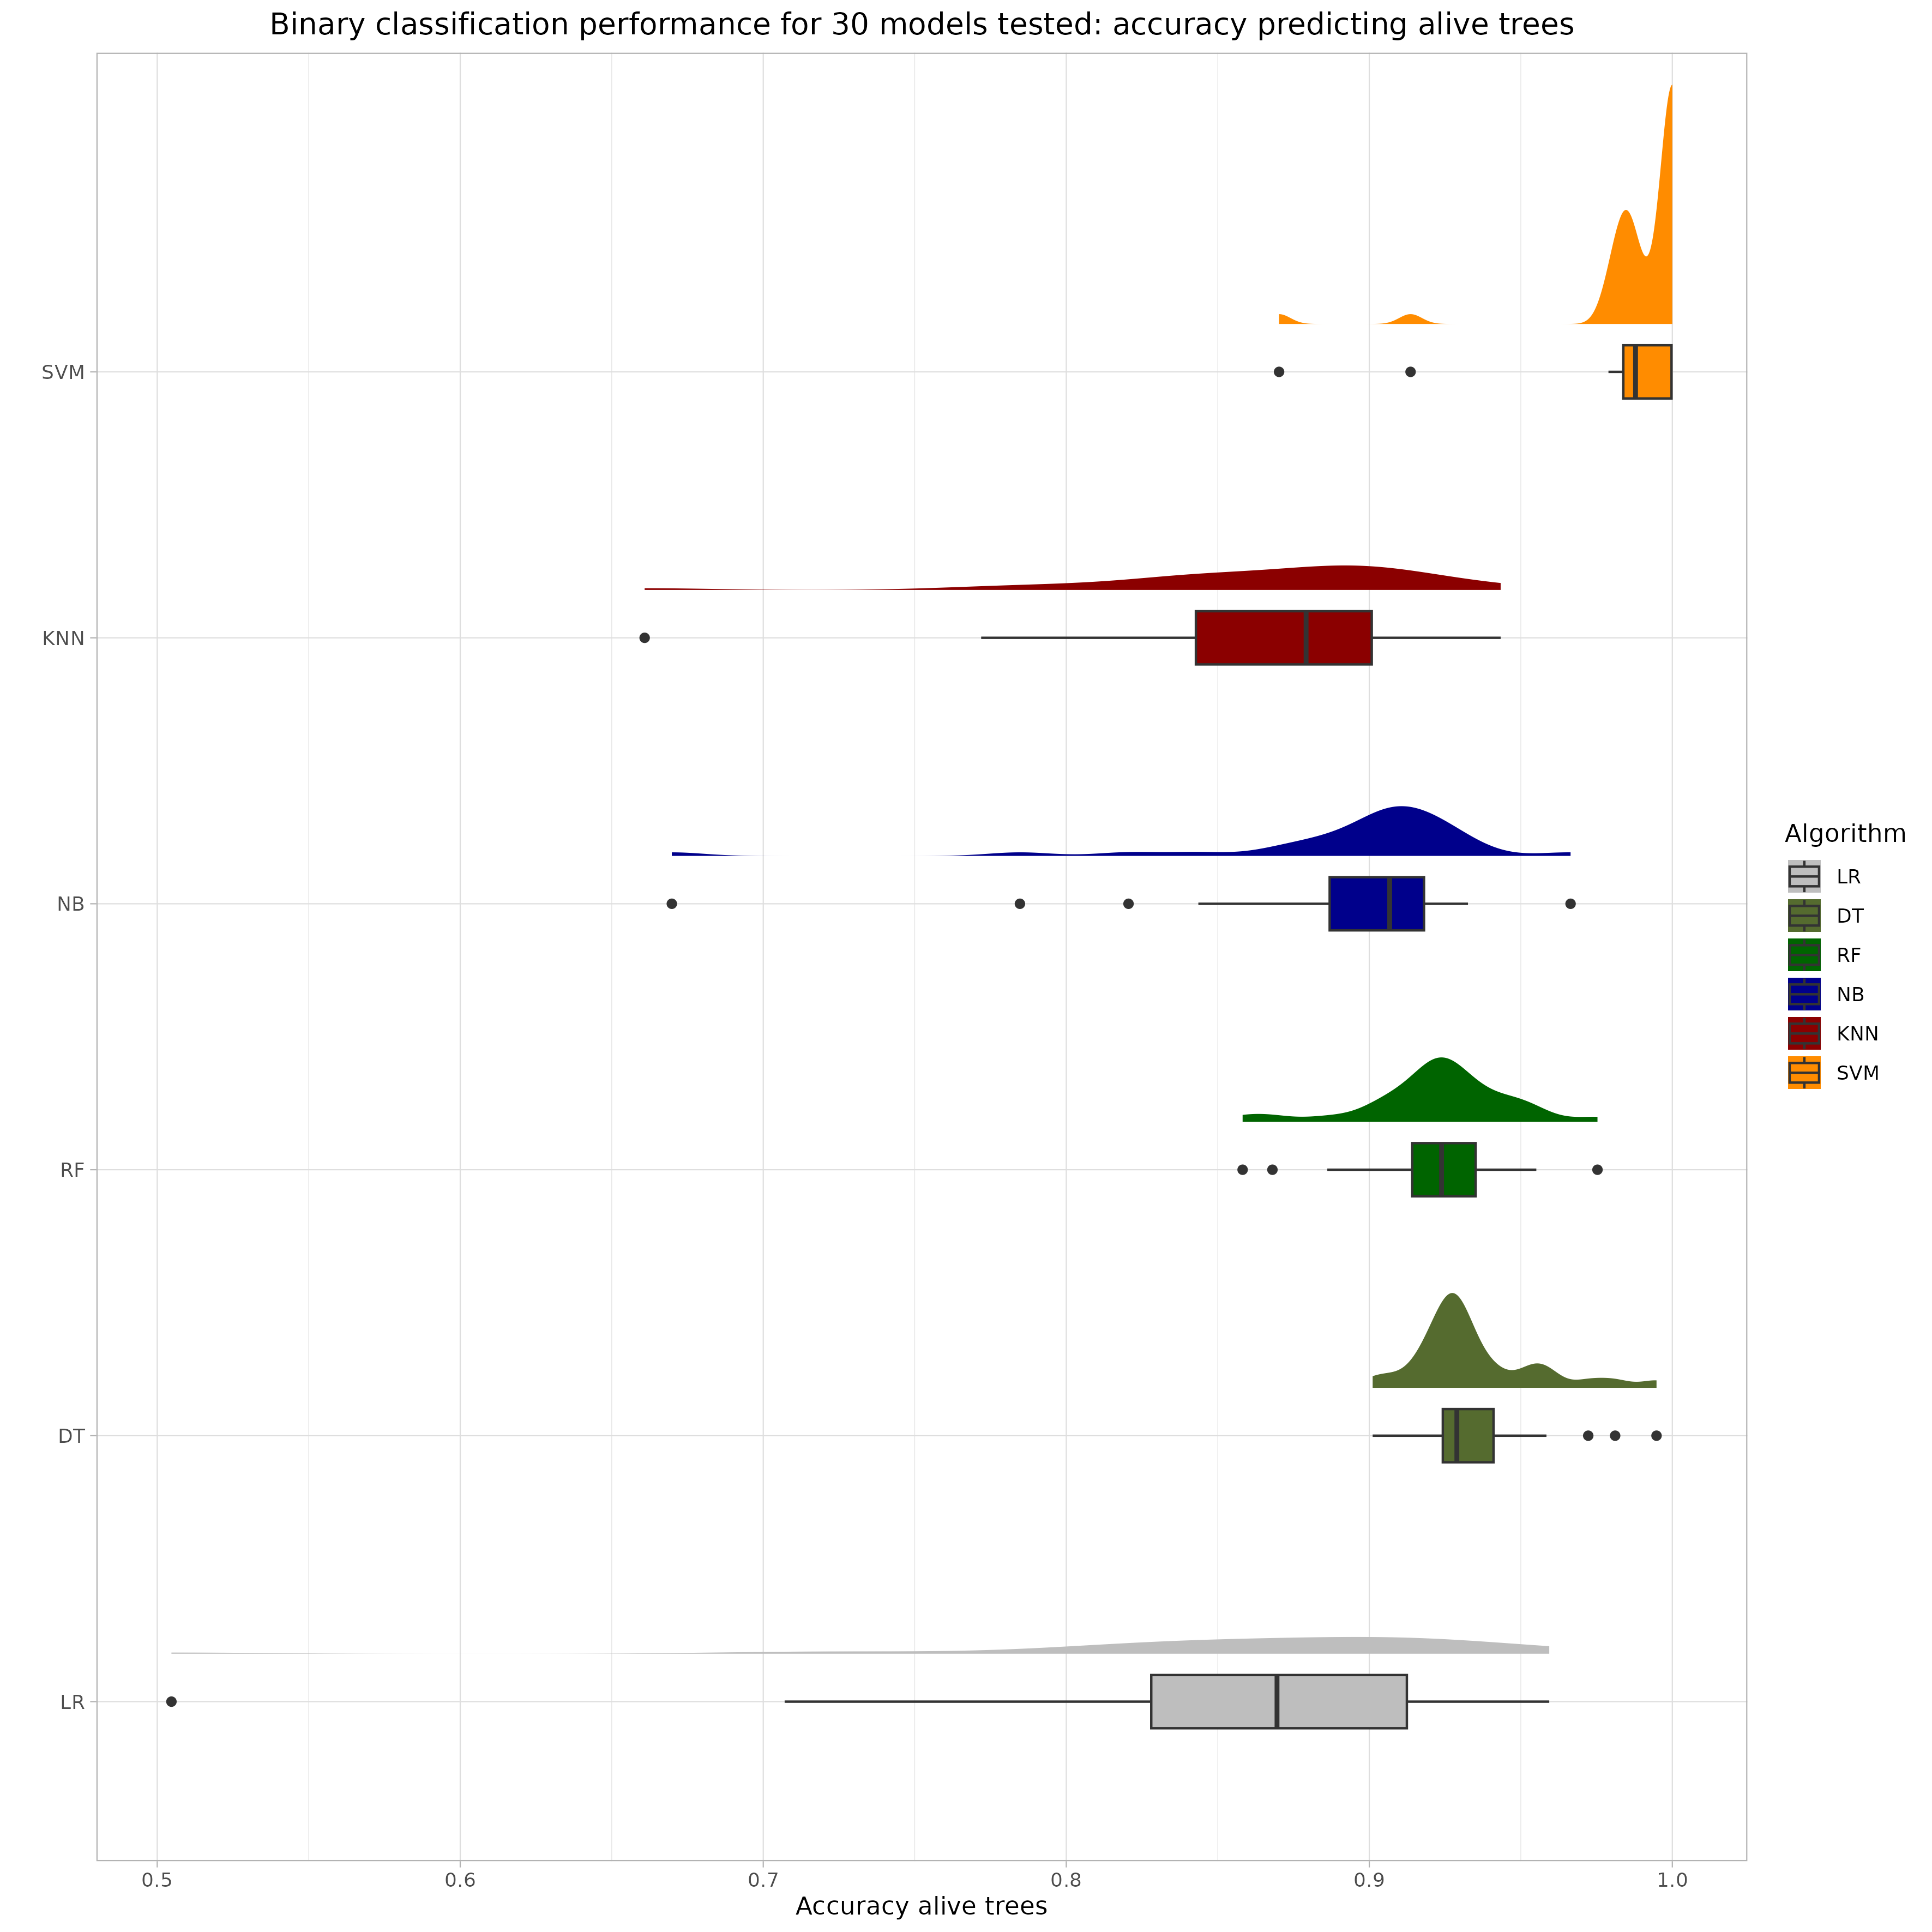 Binary classification performance for 30 models tested: accuracy predicting alive trees
SVM
KNN
NB
RF
DT
LR
0.5 0.6 0.7 0.8 0.9 1.0
Accuracy alive trees
Algorithm
LR
DT
RF
NB
KNN
SVM